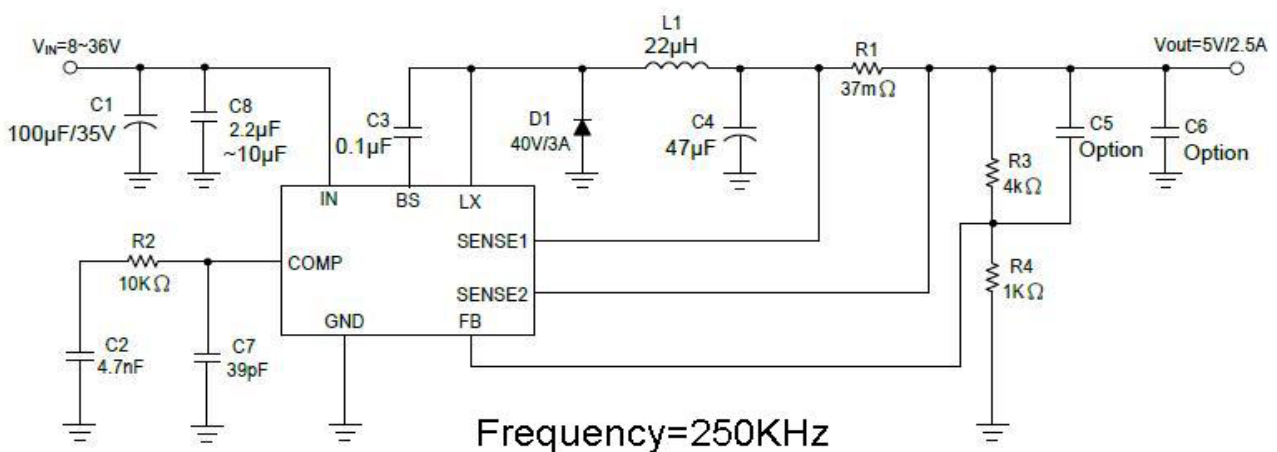 L1
22µH
V_IN=8~36V
R1
37mΩ
Vout=5V/2.5A
C1
100µF/35V
C8
2.2µF
~10µF
C3
0.1µF
D1
40V/3A
C4
47µF
C5
Option
C6
Option
R3
4kΩ
IN
BS
LX
SENSE1
R2
10KΩ
COMP
R4
1KΩ
SENSE2
GND
FB
C2
4.7nF
C7
39pF
Frequency=250KHz